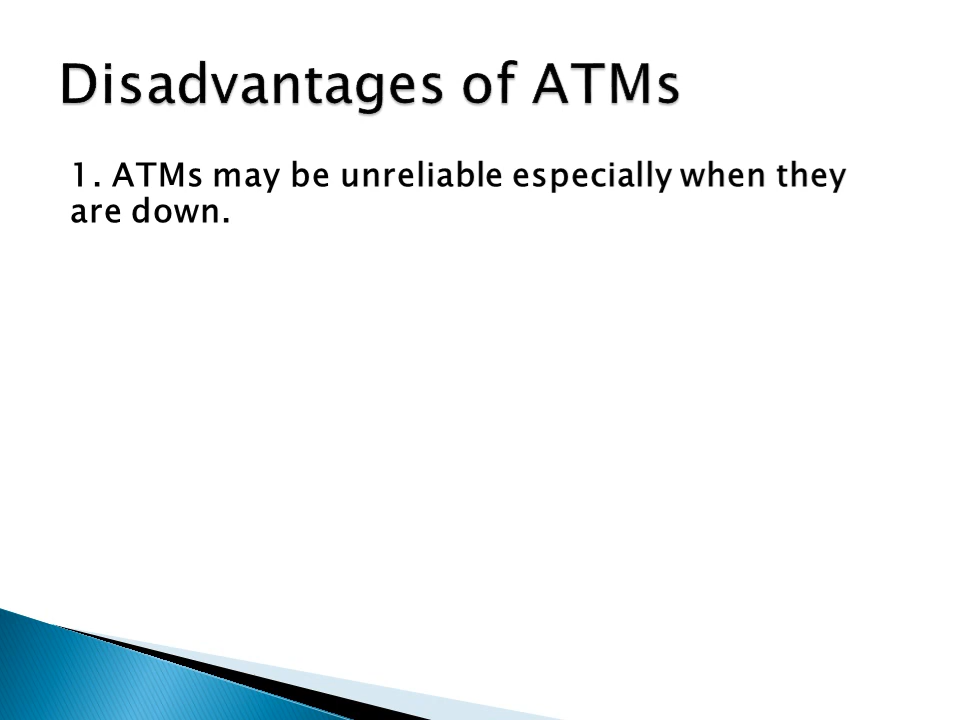 Disadvantages of ATMs
1. ATMs may be unreliable especially when they
are down.